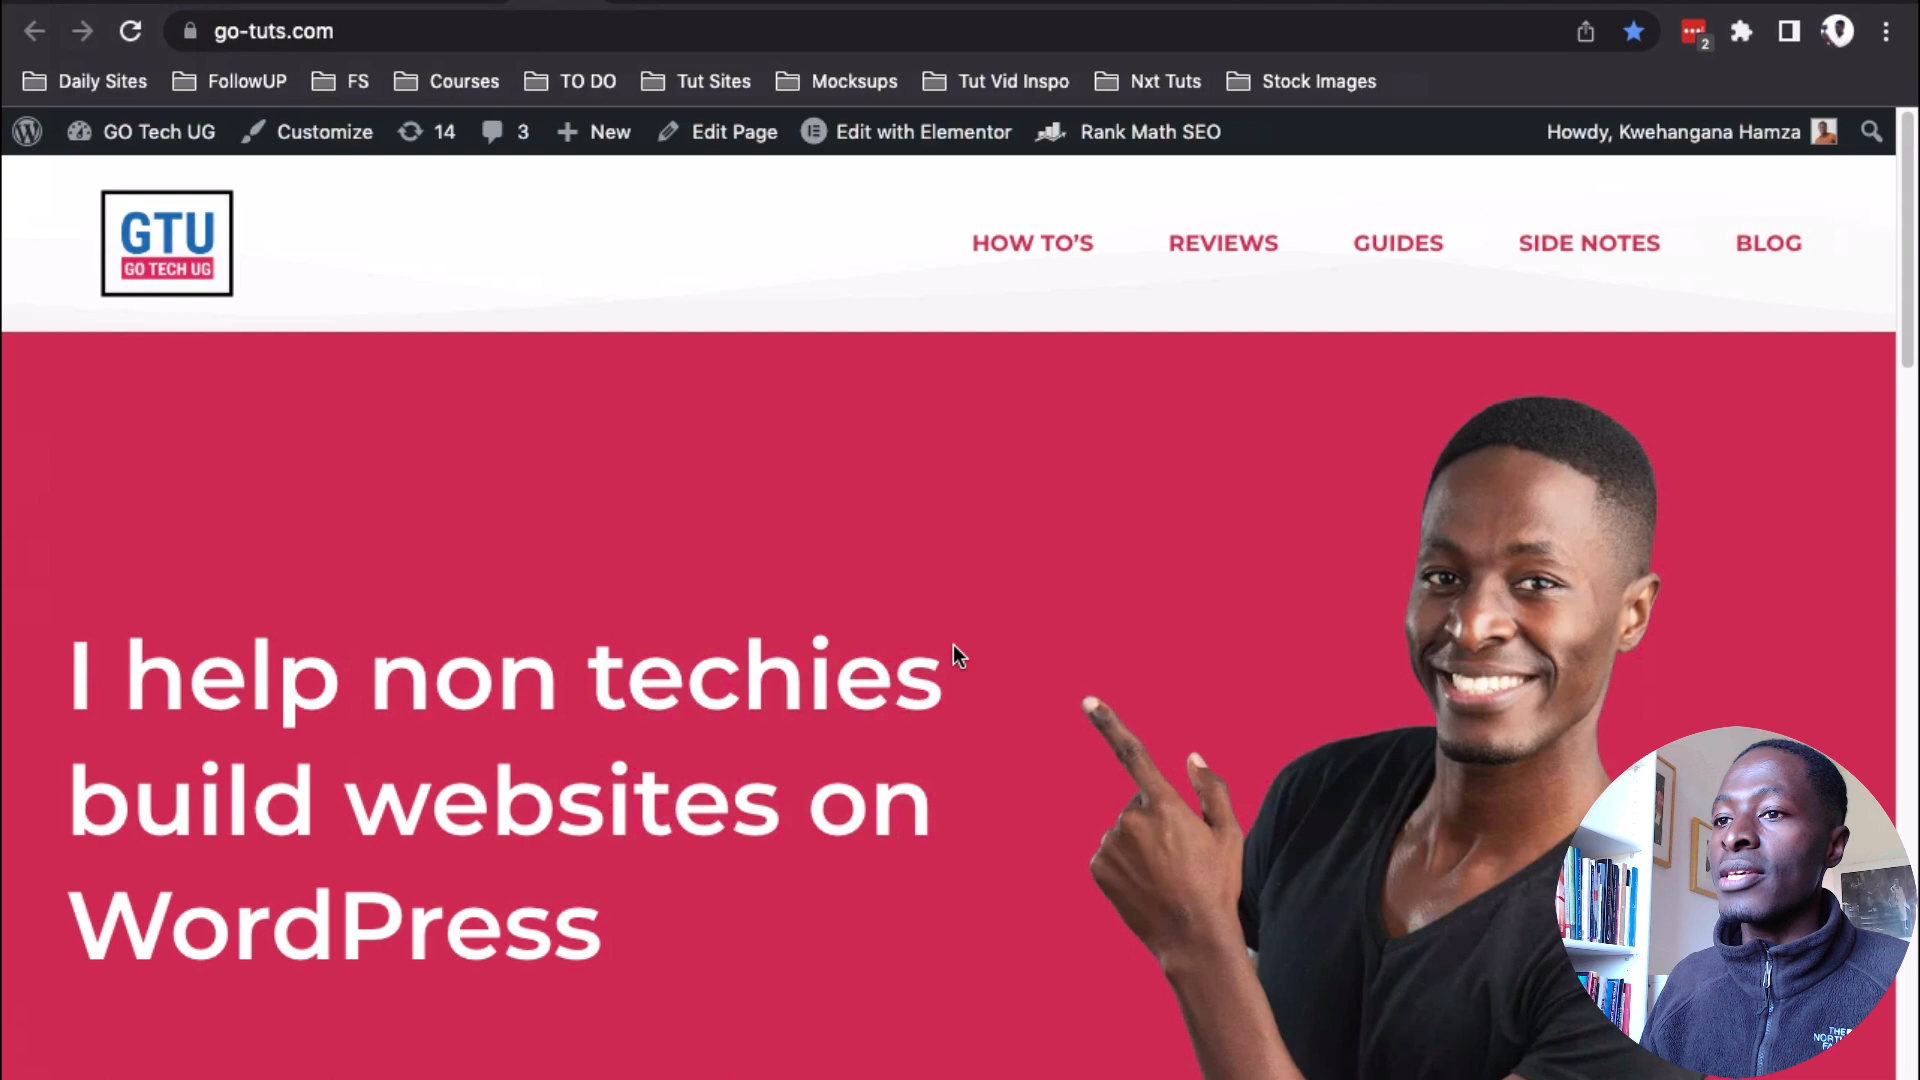 go-tuts.com
2
Daily Sites FollowUP FS Courses TO DO Tut Sites Mocksups Tut Vid Inspo Nxt Tuts Stock Images
GO Tech UG Customize 14 3 New Edit Page Edit with Elementor Rank Math SEO Howdy, Kwehangana Hamza
GTU
GO TECH UG
HOW TO'S REVIEWS GUIDES SIDE NOTES BLOG
I help non techies
build websites on
WordPress
THE